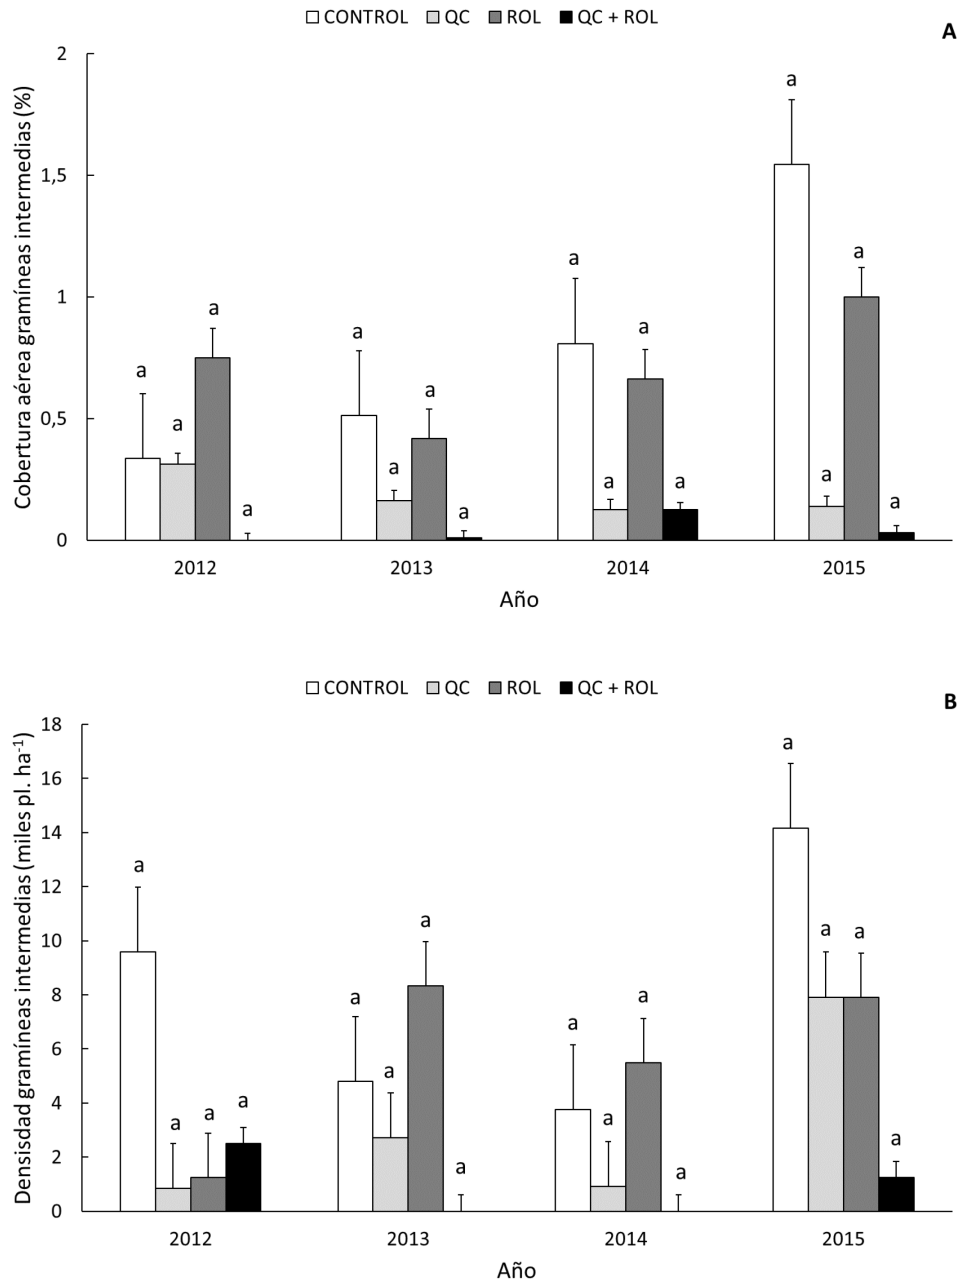 CONTROL QC ROL QC + ROL
A
Cobertura aérea gramíneas intermedias (%)
2
1,5
1
0,5
0
a a a a a a a a a a a a a a a a
2012 2013 2014 2015
Año
CONTROL QC ROL QC + ROL
B
Densisdad gramíneas intermedias (miles pl. ha⁻¹)
18
16
14
12
10
8
6
4
2
0
a a a a a a a a a a a a a a a a
2012 2013 2014 2015
Año